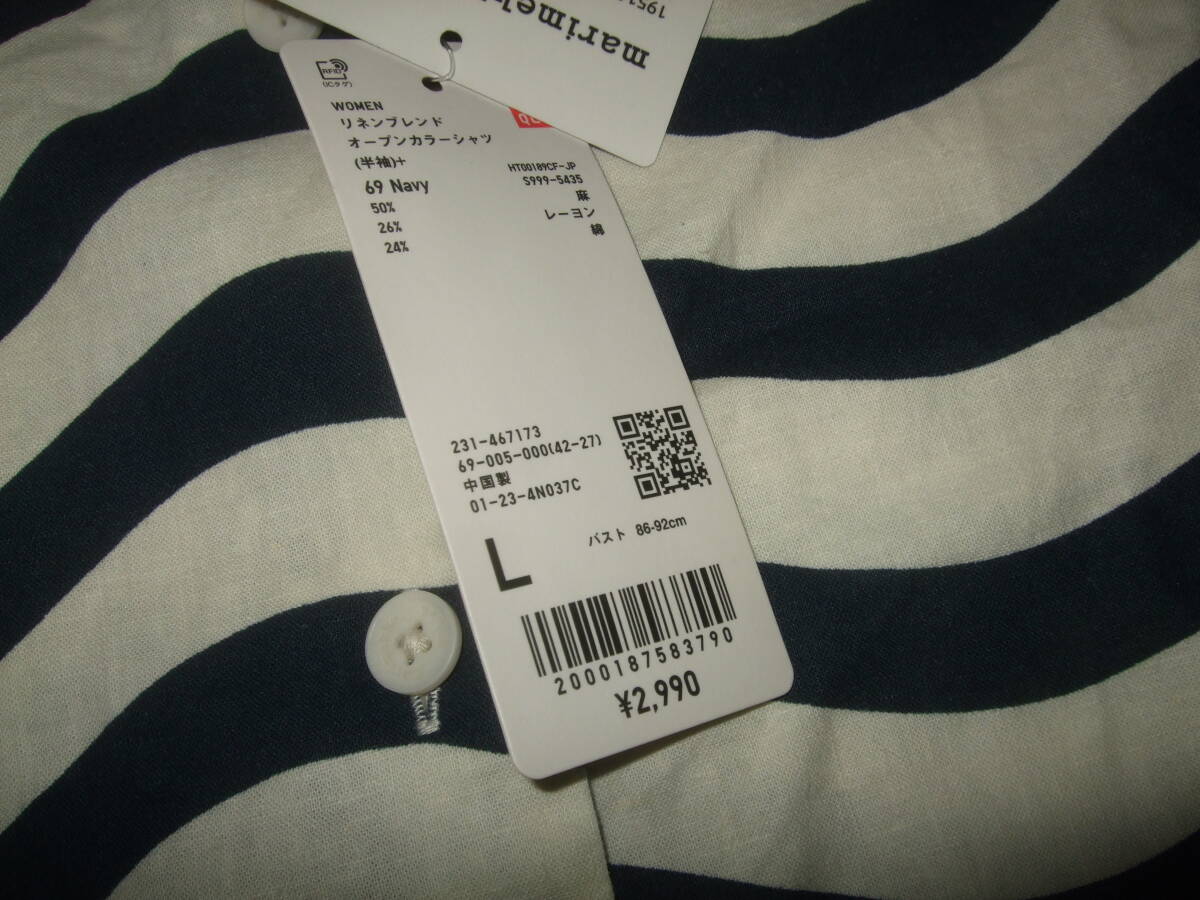 1951
marimek
RFID
(ICタグ)
WOMEN
リネンブレンド
オープンカラーシャツ
(半袖)+
HT00189CF-JP
69 Navy S999-5435
50% 麻
26% レーヨン
24% 綿
231-467173
69-005-000(42-27)
中国製
01-23-4N037C
L バスト 86-92cm
2000187583790
¥2,990